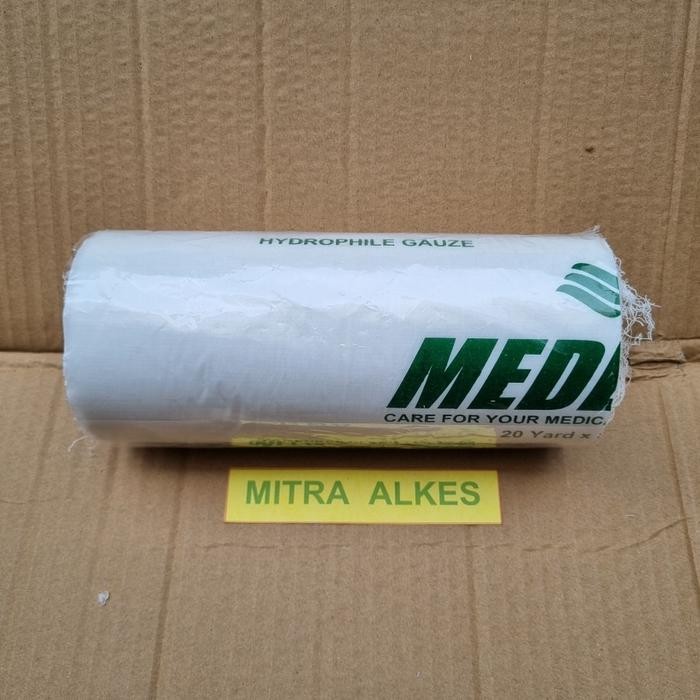 HYDROPHILE GAUZE
MEDI
CARE FOR YOUR MEDIC
20 Yard x
MITRA ALKES